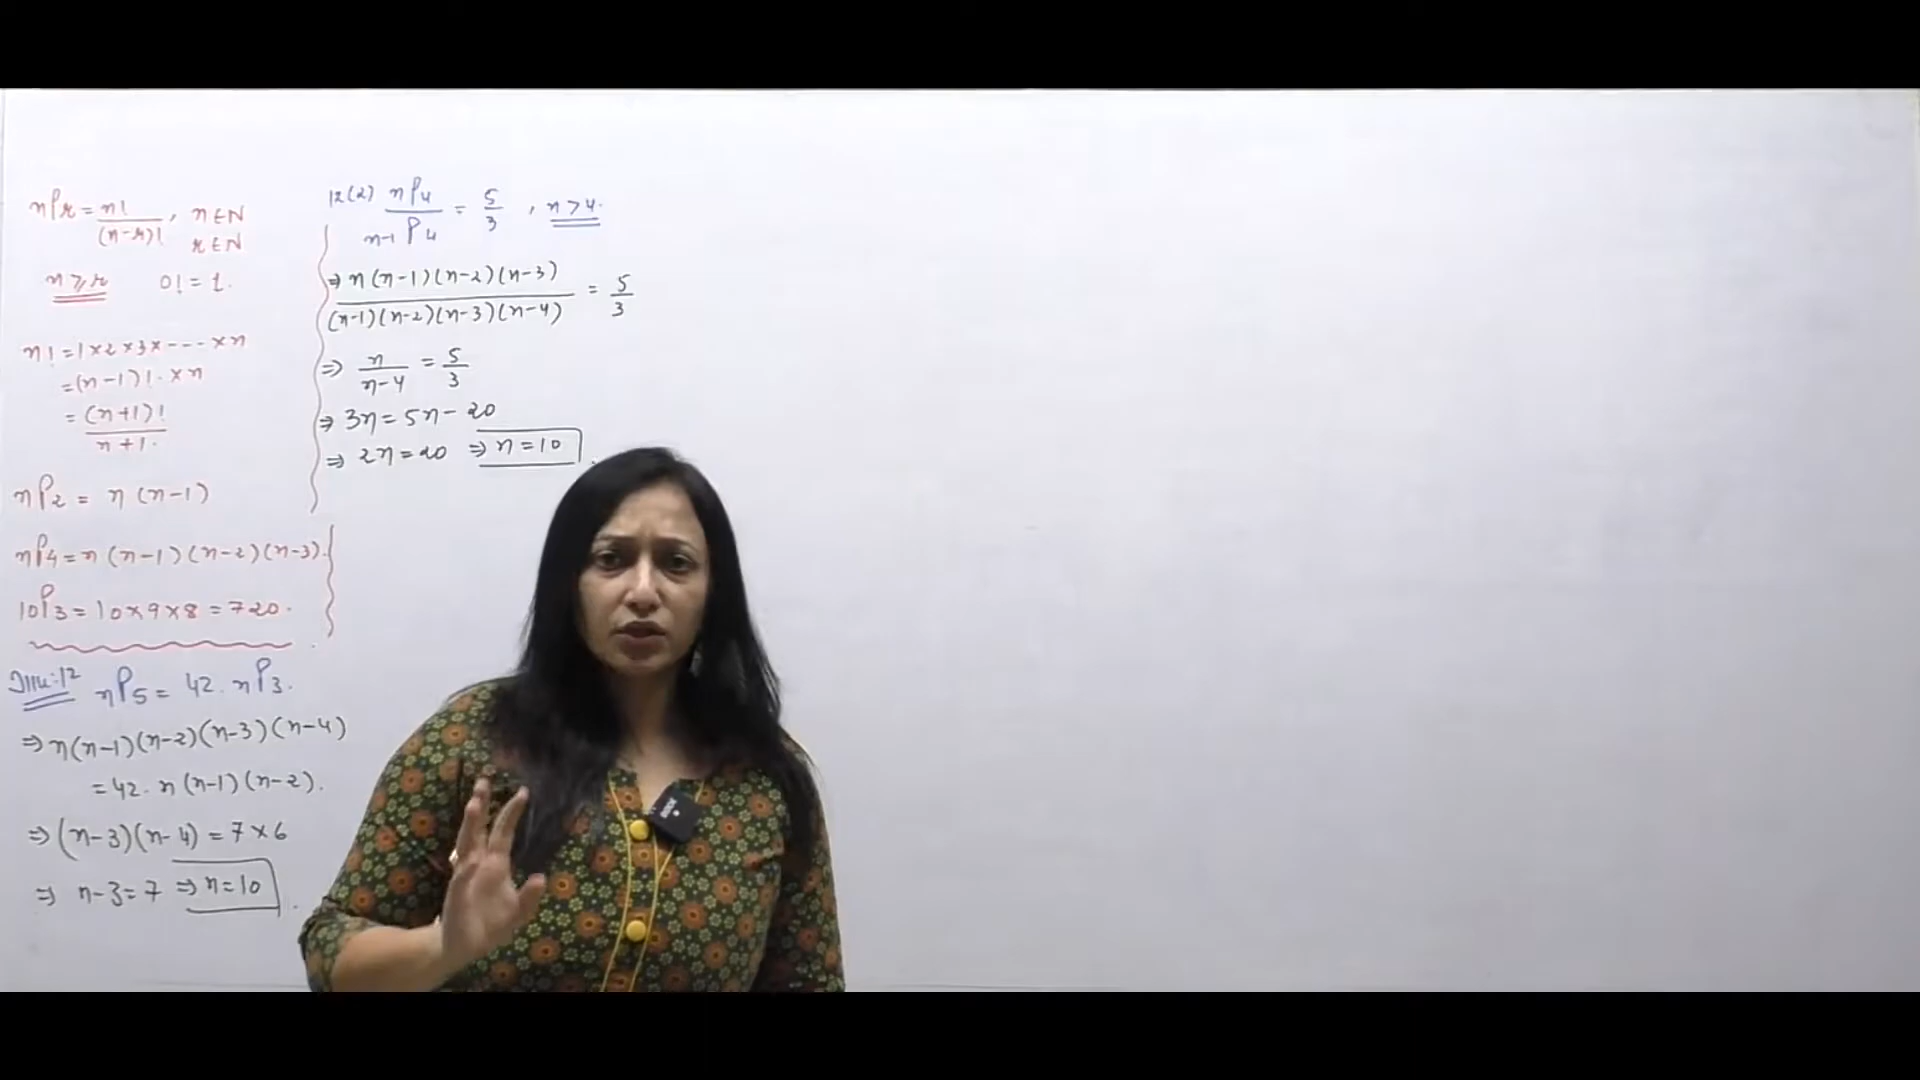 nPr = n! / (n-r)! , n∈N
r∈N
n ≥ r 0! = 1.
n! = 1×2×3×----×n
= (n-1)! × n
= (n+1)! / n+1.
nP2 = n(n-1)
nP4 = n(n-1)(n-2)(n-3).
10P3 = 10×9×8 = 720.
Illu:12 nP5 = 42. nP3.
⇒ n(n-1)(n-2)(n-3)(n-4)
= 42. n(n-1)(n-2).
⇒ (n-3)(n-4) = 7×6
⇒ n-3=7 ⇒ n=10
12(2) nP4 / n-1P4 = 5/3 , n>4.
⇒ n(n-1)(n-2)(n-3) / (n-1)(n-2)(n-3)(n-4) = 5/3
⇒ n / n-4 = 5/3
⇒ 3n = 5n - 20
⇒ 2n = 20 ⇒ n = 10